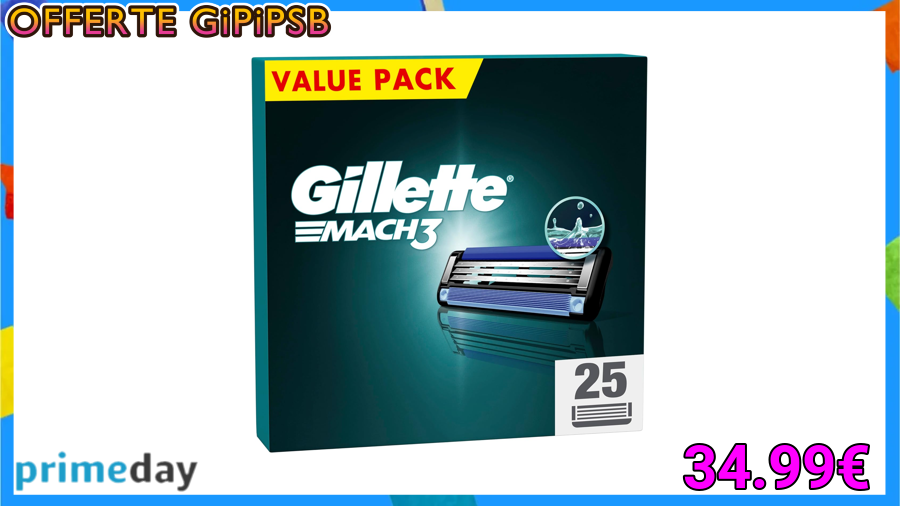 OFFERTE GiPiPSB
VALUE PACK
Gillette®
MACH3
25
primeday
34.99€